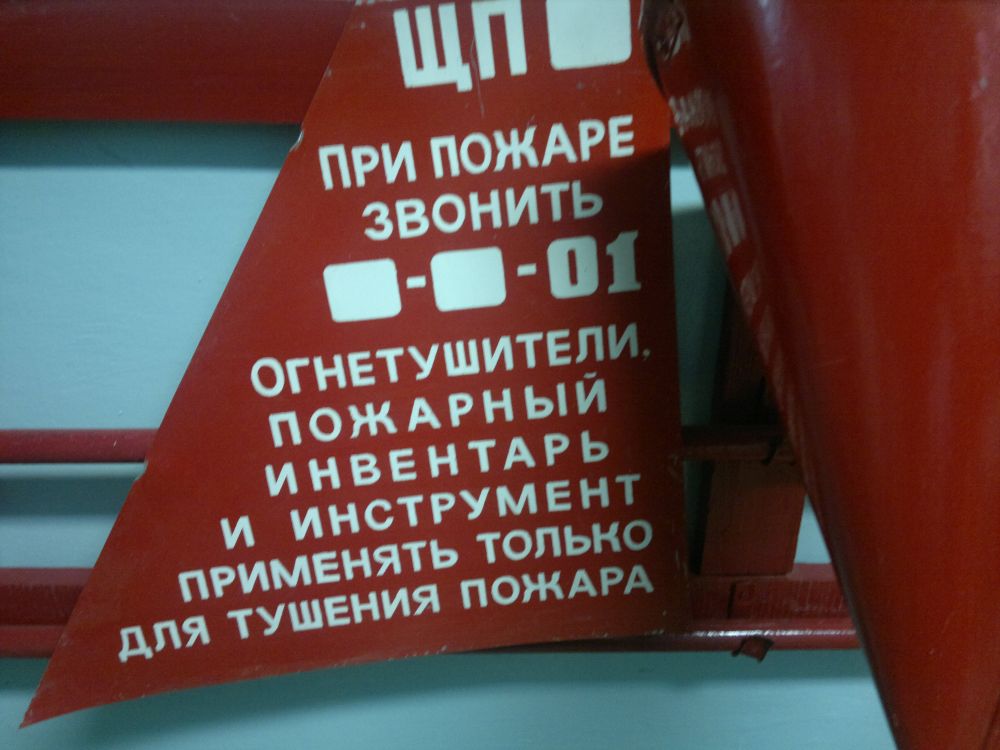 ЩП
ПРИ ПОЖАРЕ
ЗВОНИТЬ
- -01
ОГНЕТУШИТЕЛИ,
ПОЖАРНЫЙ
ИНВЕНТАРЬ
И ИНСТРУМЕНТ
ПРИМЕНЯТЬ ТОЛЬКО
ДЛЯ ТУШЕНИЯ ПОЖАРА